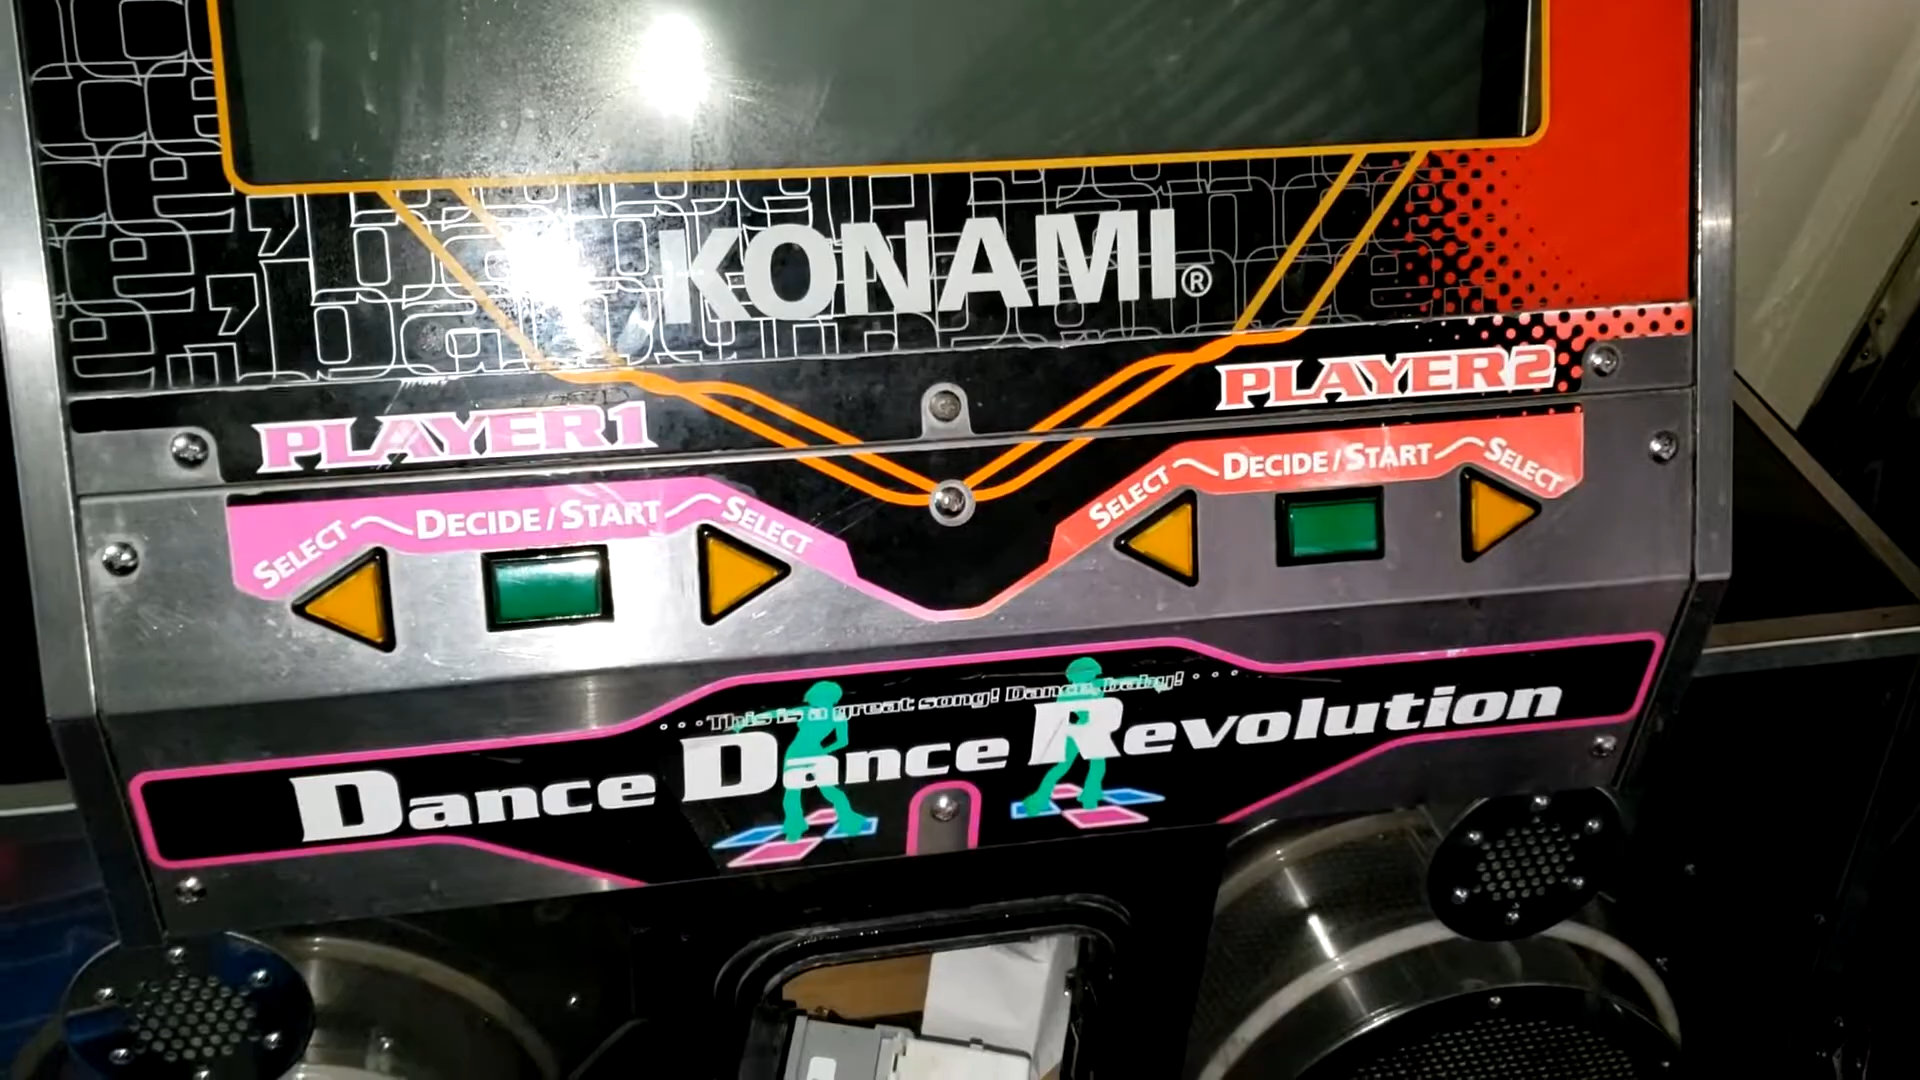 KONAMI®
PLAYER1
PLAYER2
SELECT DECIDE/START SELECT
SELECT DECIDE/START SELECT
...This is a great song! Dance, baby!...
Dance Dance Revolution